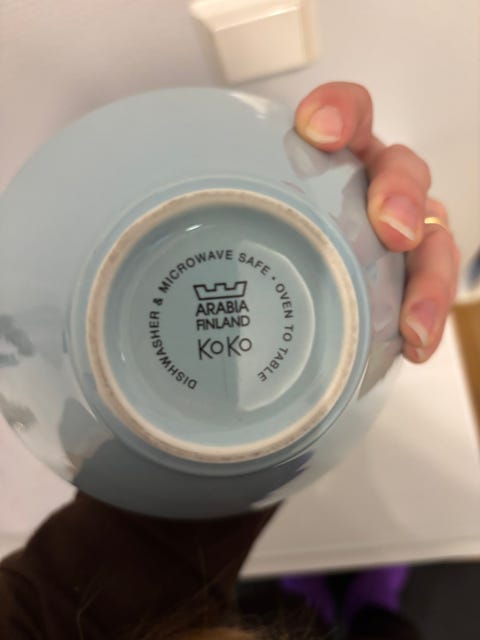 DISHWASHER & MICROWAVE SAFE • OVEN TO TABLE
ARABIA
FINLAND
KoKo